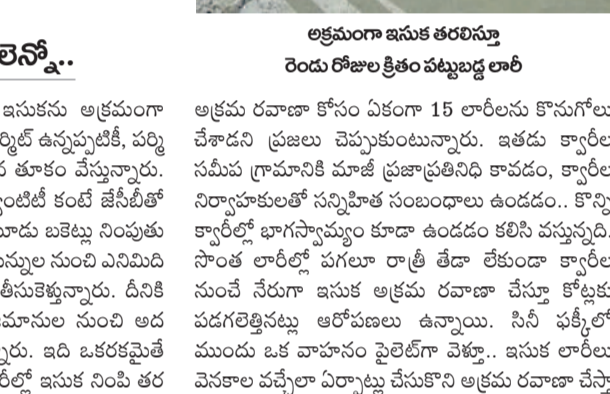 అక్రమంగా ఇసుక తరలిస్తూ
రెండు రోజుల క్రితం పట్టుబడ్డ లారీ
ఇసుకను అక్రమంగా
ఉన్నప్పటికీ, పర్మి
తూకం వేస్తున్నారు.
కంటే జేసీబీతో
బకెట్లు నింపుతు
నుంచి ఎనిమిది
తీసుకెళ్తున్నారు. దీనికి
నుంచి అద
ఇది ఒకరకమైతే
ఇసుక నింపి తర
అక్రమ రవాణా కోసం ఏకంగా 15 లారీలను కొనుగోలు
చేశాడని ప్రజలు చెప్పుకుంటున్నారు. ఇతడు క్వారీల
సమీప గ్రామానికి మాజీ ప్రజాప్రతినిధి కావడం, క్వారీల
నిర్వాహకులతో సన్నిహిత సంబంధాలు ఉండడం.. కొన్ని
క్వారీల్లో భాగస్వామ్యం కూడా ఉండడం కలిసి వస్తున్నది.
సొంత లారీల్లో పగలూ రాత్రీ తేడా లేకుండా క్వారీల
నుంచే నేరుగా ఇసుక అక్రమ రవాణా చేస్తూ కోట్లకు
పడగలెత్తినట్లు ఆరోపణలు ఉన్నాయి. సినీ ఫక్కీలో
ముందు ఒక వాహనం పైలెట్‌గా వెళ్తూ.. ఇసుక లారీలు
వెనకాల వచ్చేలా ఏర్పాట్లు చేసుకొని అక్రమ రవాణా చేస్తా